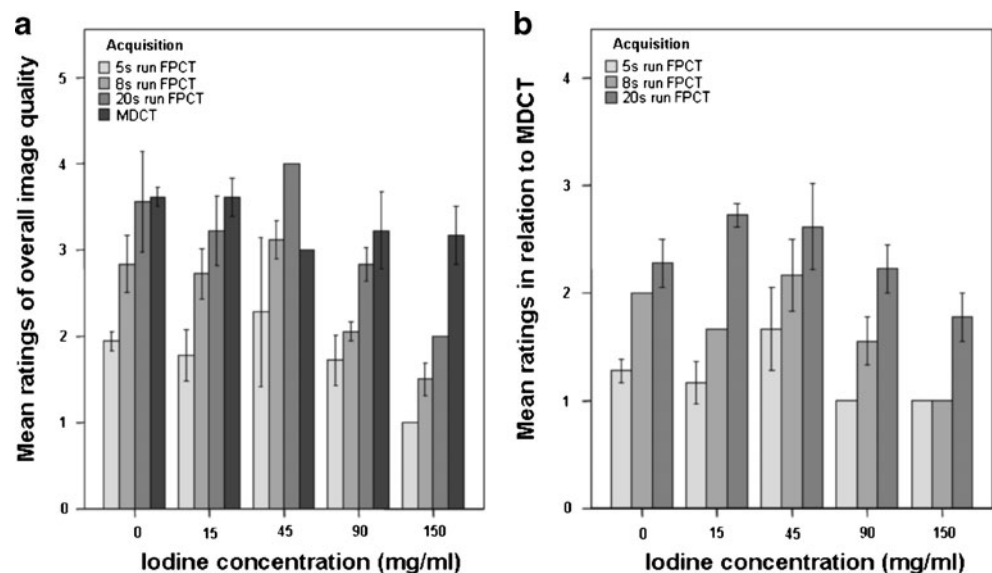 a
Acquisition
5s run FPCT
8s run FPCT
20s run FPCT
MDCT
Mean ratings of overall image quality
5
4
3
2
1
0
0 15 45 90 150
Iodine concentration (mg/ml)
b
Acquisition
5s run FPCT
8s run FPCT
20s run FPCT
Mean ratings in relation to MDCT
4
3
2
1
0
0 15 45 90 150
Iodine concentration (mg/ml)